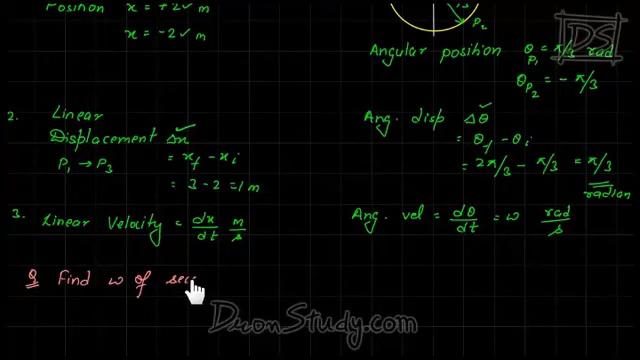 Position x = +2 m
x = -2 m
P2
Angular position θP1 = π/3 rad
θP2 = - π/3
DS
2. Linear
Displacement Δx
P1 → P3 = xf - xi
= 3 - 2 = 1 m
Ang. disp Δθ
= θf - θi
= 2π/3 - π/3 = π/3
radian
3. Linear Velocity = dx/dt m/s
Ang. vel = dθ/dt = ω rad/s
Q Find ω of sec
DronStudy.com